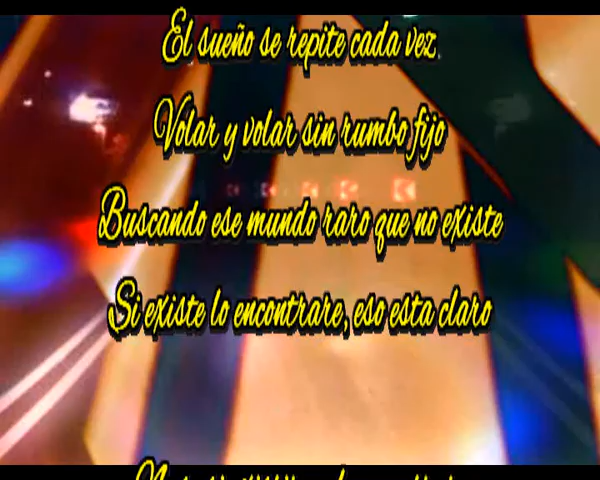 El sueño se repite cada vez
Volar y volar sin rumbo fijo
Buscando ese mundo raro que no existe
Si existe lo encontrare, eso esta claro